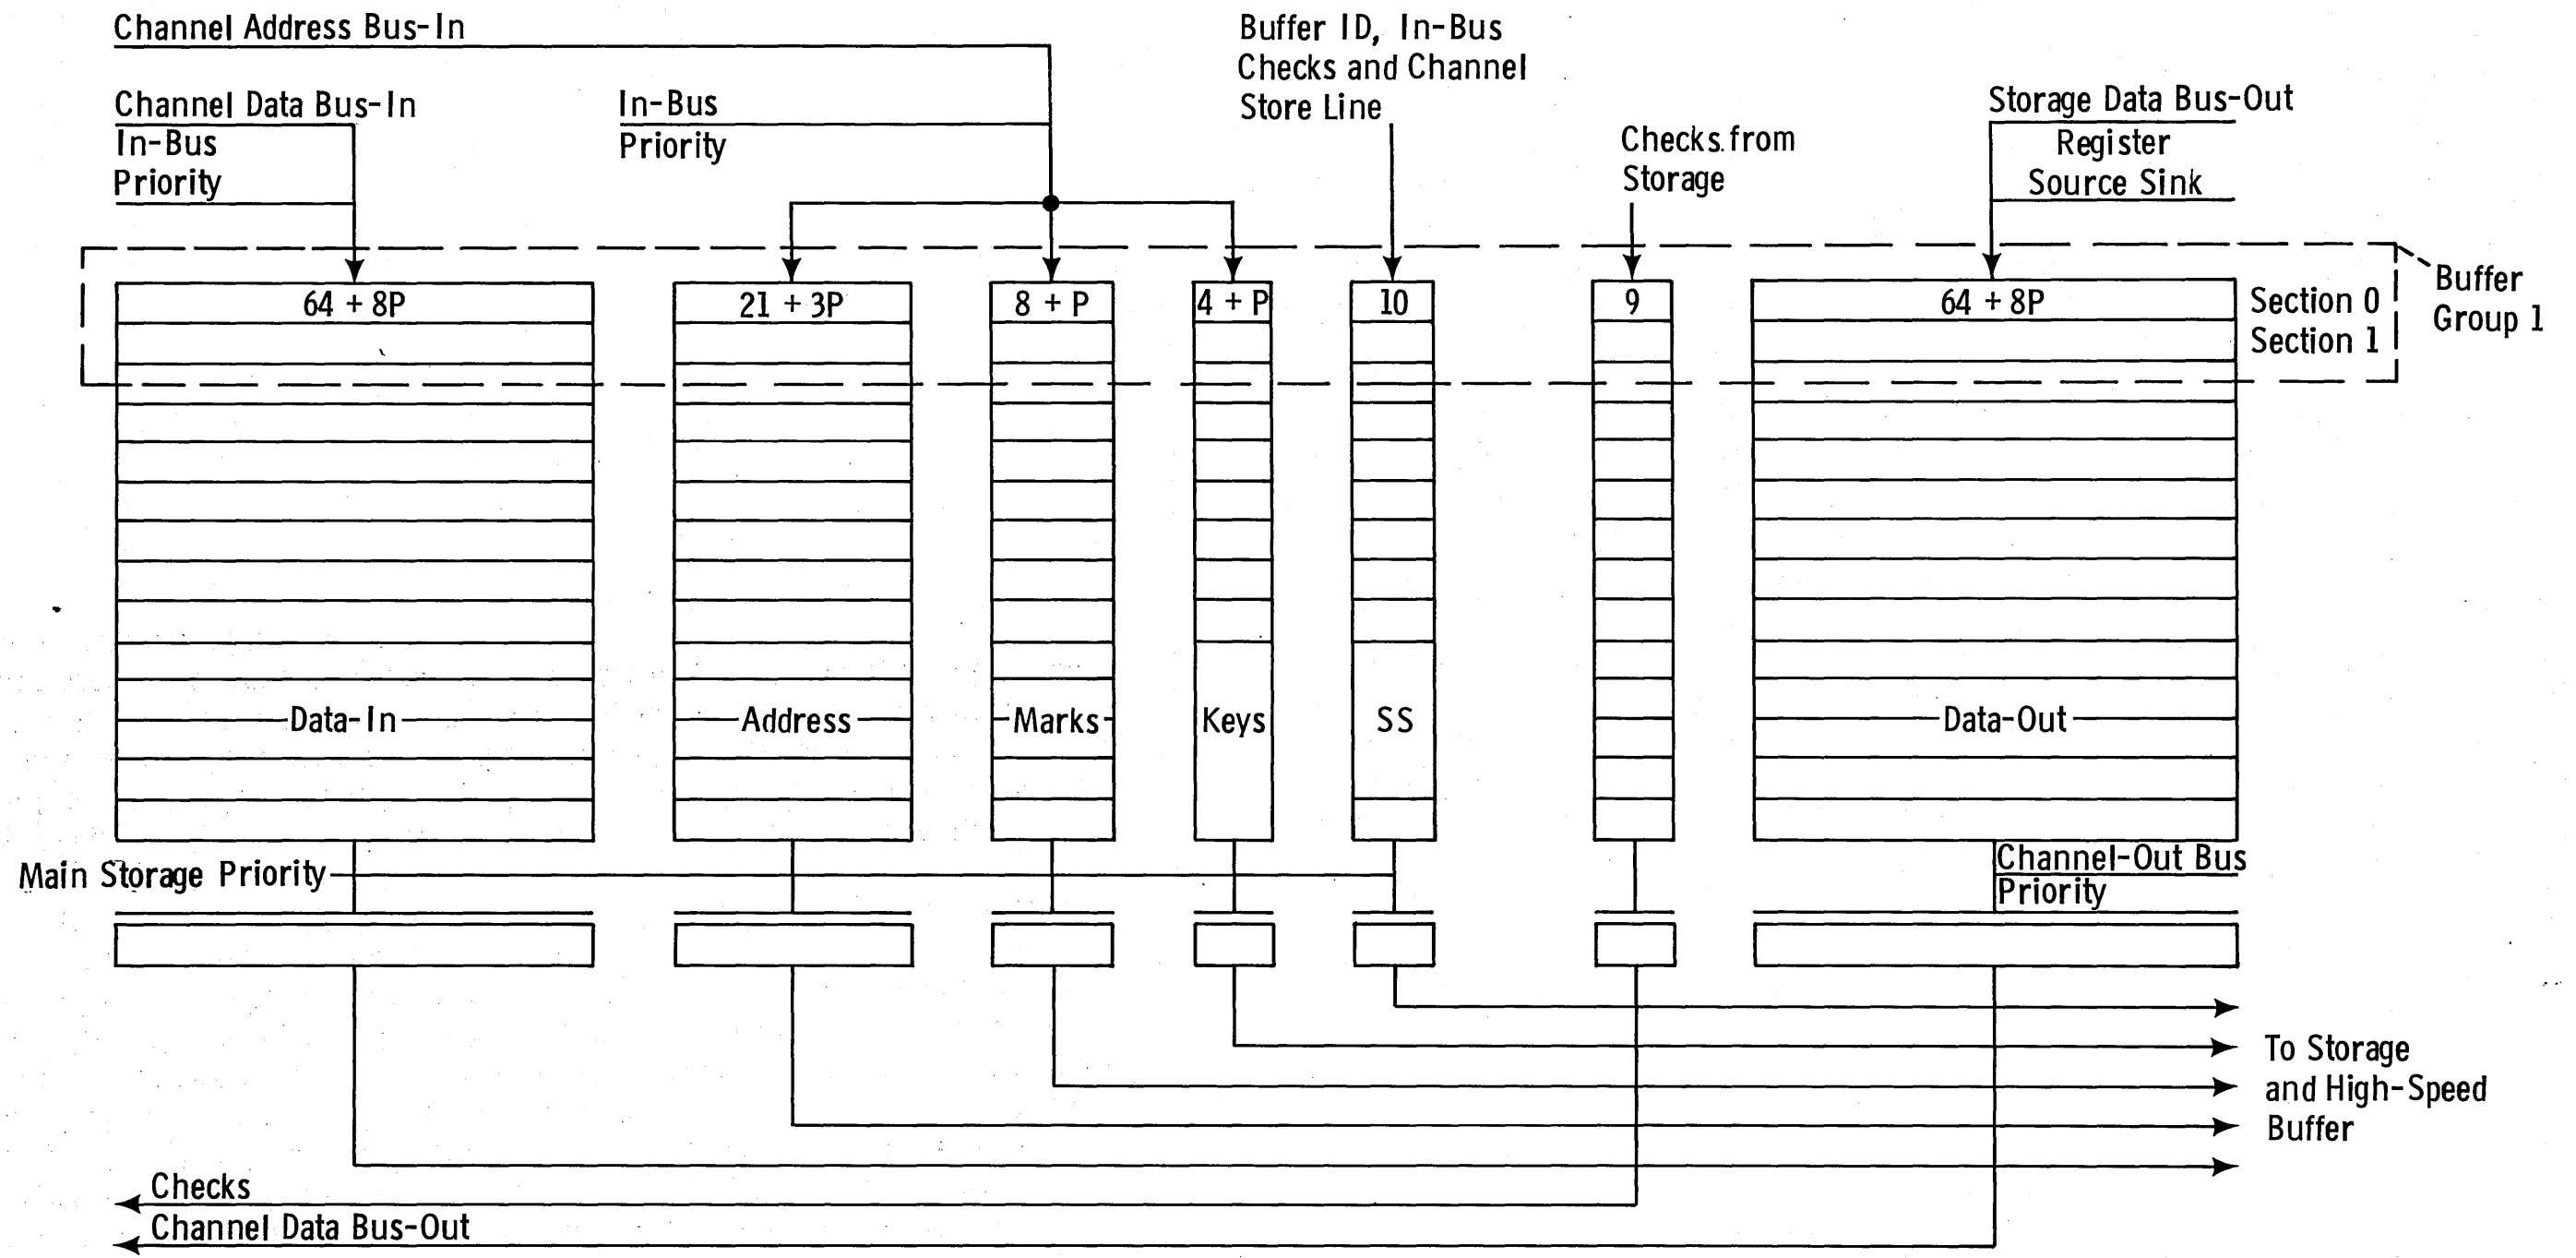 Channel Address Bus-In
Channel Data Bus-In
In-Bus
Priority
In-Bus
Priority
Buffer ID, In-Bus
Checks and Channel
Store Line
Checks from
Storage
Storage Data Bus-Out
Register
Source Sink
Buffer
Group 1
64 + 8P
21 + 3P
8 + P
4 + P
10
9
64 + 8P
Section 0
Section 1
Data-In
Address
Marks
Keys
SS
Data-Out
Main Storage Priority
Channel-Out Bus
Priority
To Storage
and High-Speed
Buffer
Checks
Channel Data Bus-Out